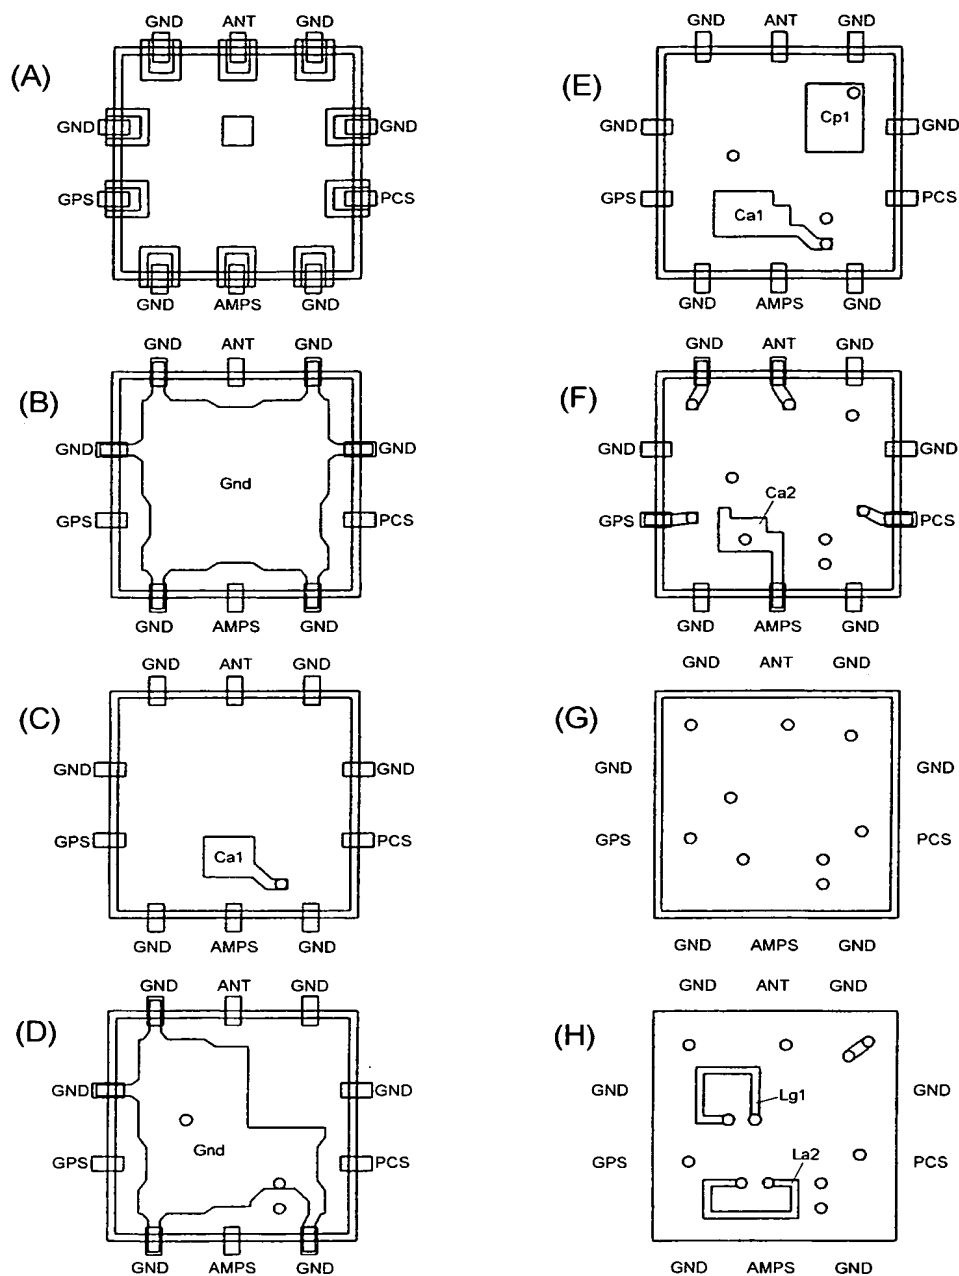 (A)
GND ANT GND
GND GND
GPS PCS
GND AMPS GND
(B)
GND ANT GND
GND GND
Gnd
GPS PCS
GND AMPS GND
(C)
GND ANT GND
GND GND
GPS PCS
Ca1
GND AMPS GND
(D)
GND ANT GND
GND GND
Gnd
GPS PCS
GND AMPS GND
(E)
GND ANT GND
Cp1
GND GND
GPS PCS
Ca1
GND AMPS GND
(F)
GND ANT GND
GND GND
Ca2
GPS PCS
GND AMPS GND
(G)
GND ANT GND
GND GND
GPS PCS
GND AMPS GND
(H)
GND ANT GND
GND GND
Lg1
La2
GPS PCS
GND AMPS GND